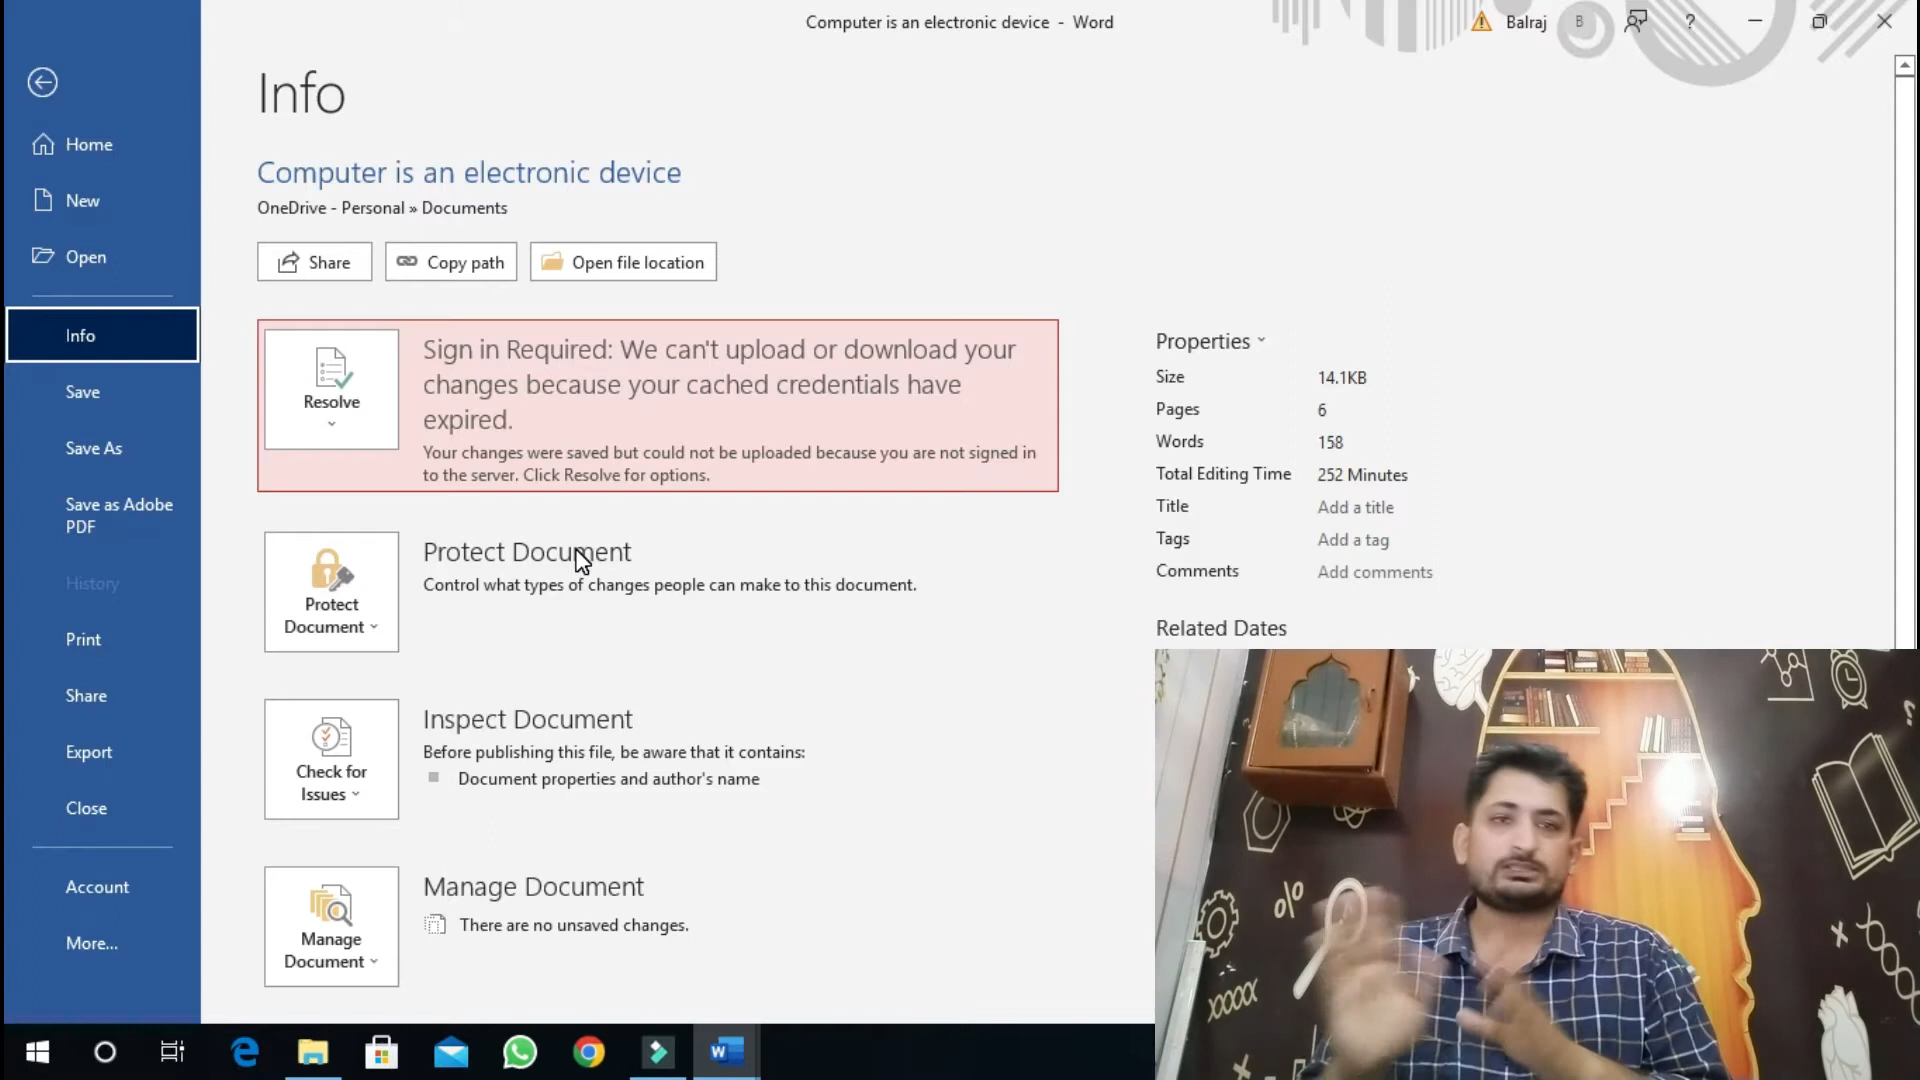 Computer is an electronic device - Word
Balraj
B
?
Info
Home
New
Open
Info
Save
Save As
Save as Adobe
PDF
History
Print
Share
Export
Close
Account
More...
Computer is an electronic device
OneDrive - Personal » Documents
Share
Copy path
Open file location
Resolve
Sign in Required: We can't upload or download your
changes because your cached credentials have
expired.
Your changes were saved but could not be uploaded because you are not signed in
to the server. Click Resolve for options.
Protect
Document
Protect Document
Control what types of changes people can make to this document.
Check for
Issues
Inspect Document
Before publishing this file, be aware that it contains:
Document properties and author's name
Manage
Document
Manage Document
There are no unsaved changes.
Properties
Size 14.1KB
Pages 6
Words 158
Total Editing Time 252 Minutes
Title Add a title
Tags Add a tag
Comments Add comments
Related Dates
%